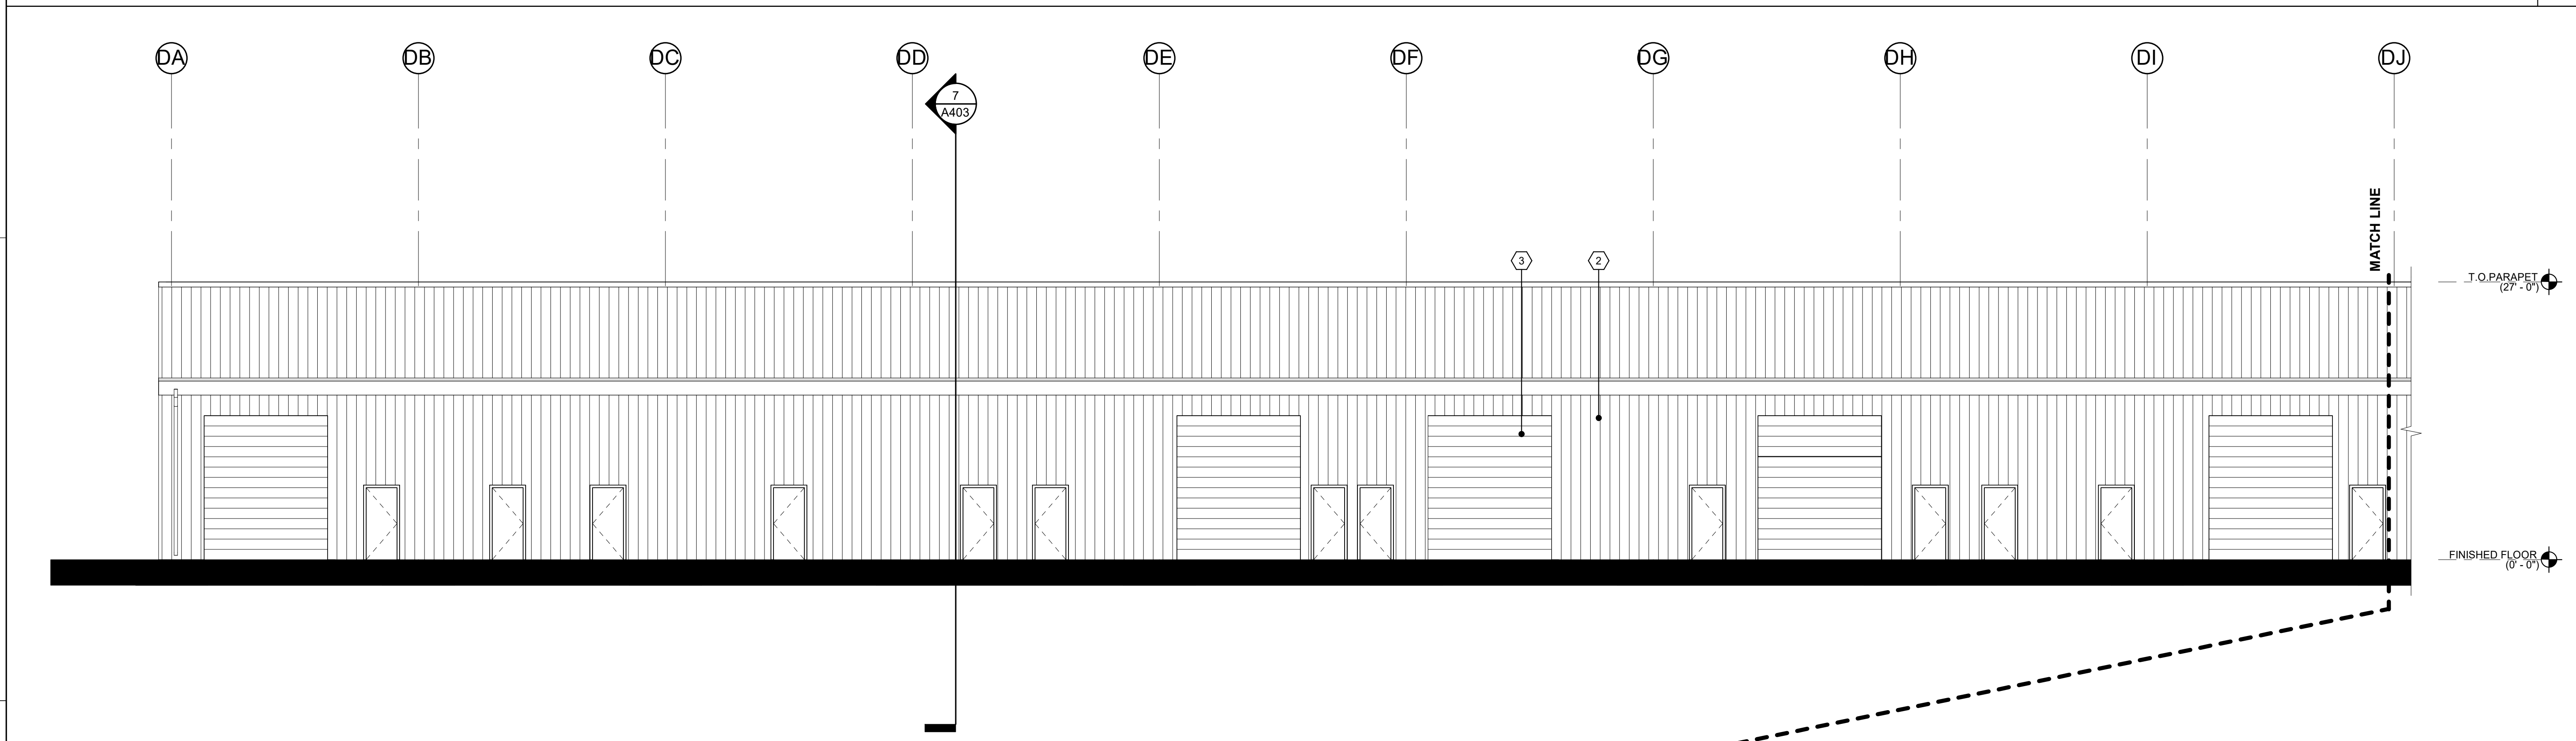 DA
DB
DC
DD
DE
DF
DG
DH
DI
DJ
7
A403
MATCH LINE
3
2
T.O.PARAPET
(27' - 0")
FINISHED FLOOR
(0' - 0")